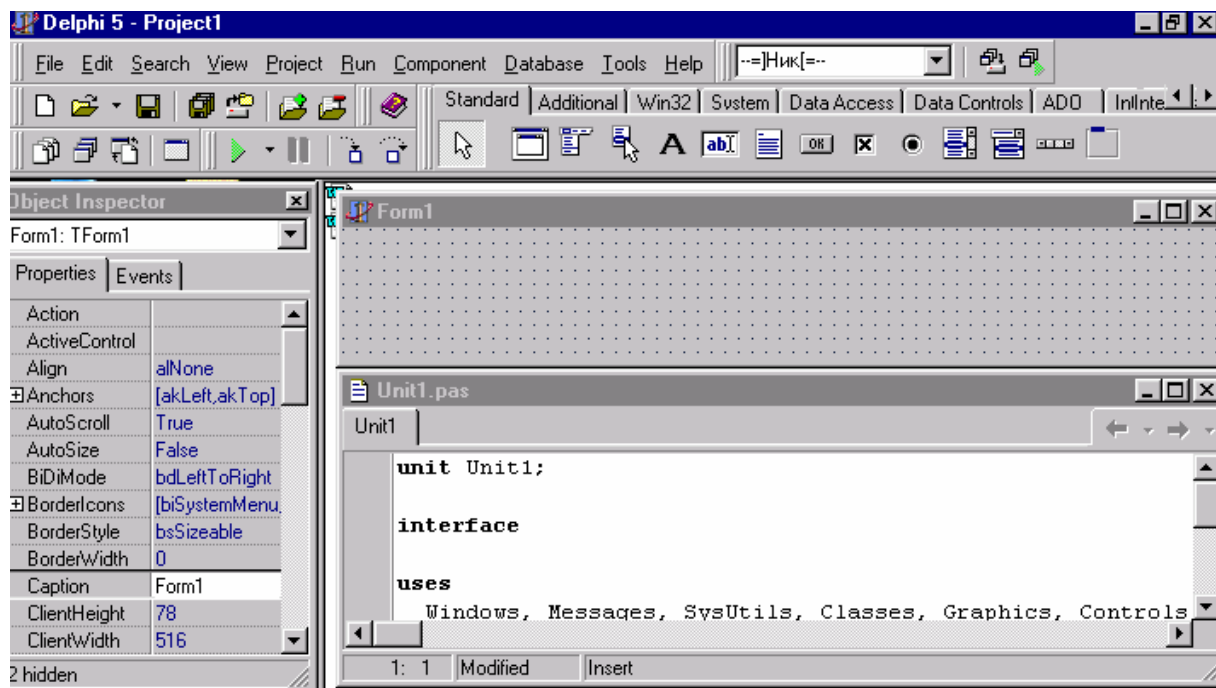 Delphi 5 - Project1
File Edit Search View Project Run Component Database Tools Help --=]Ник[=--
Standard Additional Win32 System Data Access Data Controls ADO InInte
A ab OK
Object Inspector
Form1: TForm1
Properties Events
Action
ActiveControl
Align alNone
Anchors [akLeft,akTop]
AutoScroll True
AutoSize False
BiDiMode bdLeftToRight
BorderIcons [biSystemMenu,
BorderStyle bsSizeable
BorderWidth 0
Caption Form1
ClientHeight 78
ClientWidth 516
2 hidden
Form1
Unit1.pas
Unit1
unit Unit1;
interface
uses
Windows, Messages, SysUtils, Classes, Graphics, Controls
1: 1 Modified Insert